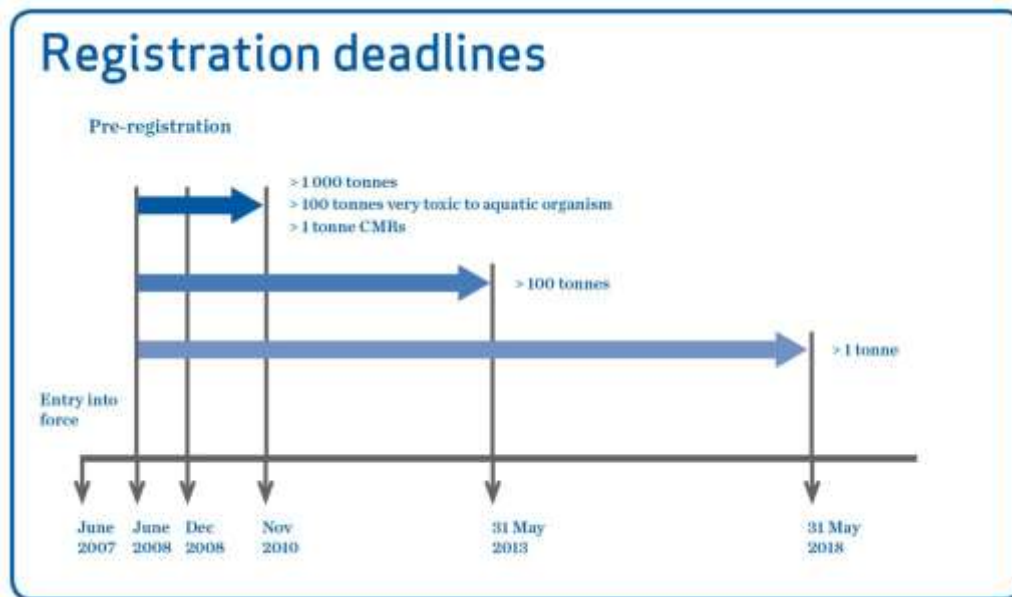 Registration deadlines
Pre-registration
> 1 000 tonnes
> 100 tonnes very toxic to aquatic organism
> 1 tonne CMRs
> 100 tonnes
> 1 tonne
Entry into
force
June
2007
June
2008
Dec
2008
Nov
2010
31 May
2013
31 May
2018